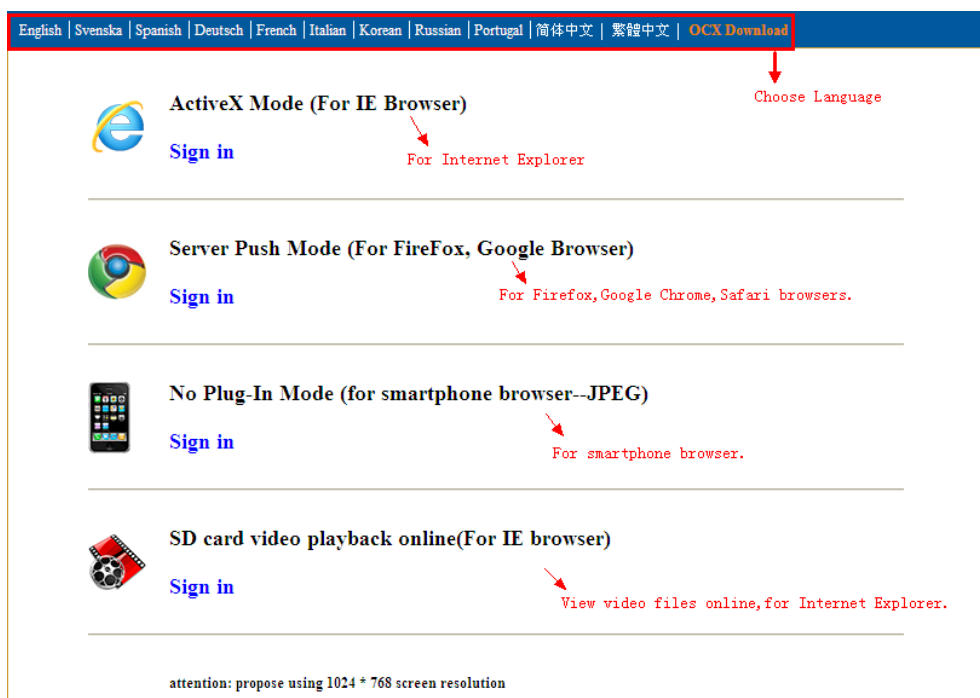 English | Svenska | Spanish | Deutsch | French | Italian | Korean | Russian | Portugal | 简体中文 | 繁體中文 | OCX Download
Choose Language
ActiveX Mode (For IE Browser)
Sign in
For Internet Explorer
Server Push Mode (For FireFox, Google Browser)
Sign in
For Firefox,Google Chrome,Safari browsers.
No Plug-In Mode (for smartphone browser--JPEG)
Sign in
For smartphone browser.
SD card video playback online(For IE browser)
Sign in
View video files online,for Internet Explorer.
attention: propose using 1024 * 768 screen resolution